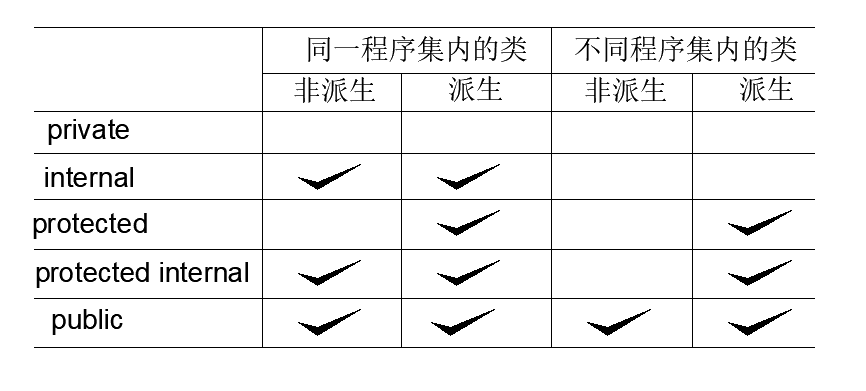 同一程序集内的类 不同程序集内的类
非派生 派生 非派生 派生
private
internal
protected
protected internal
public